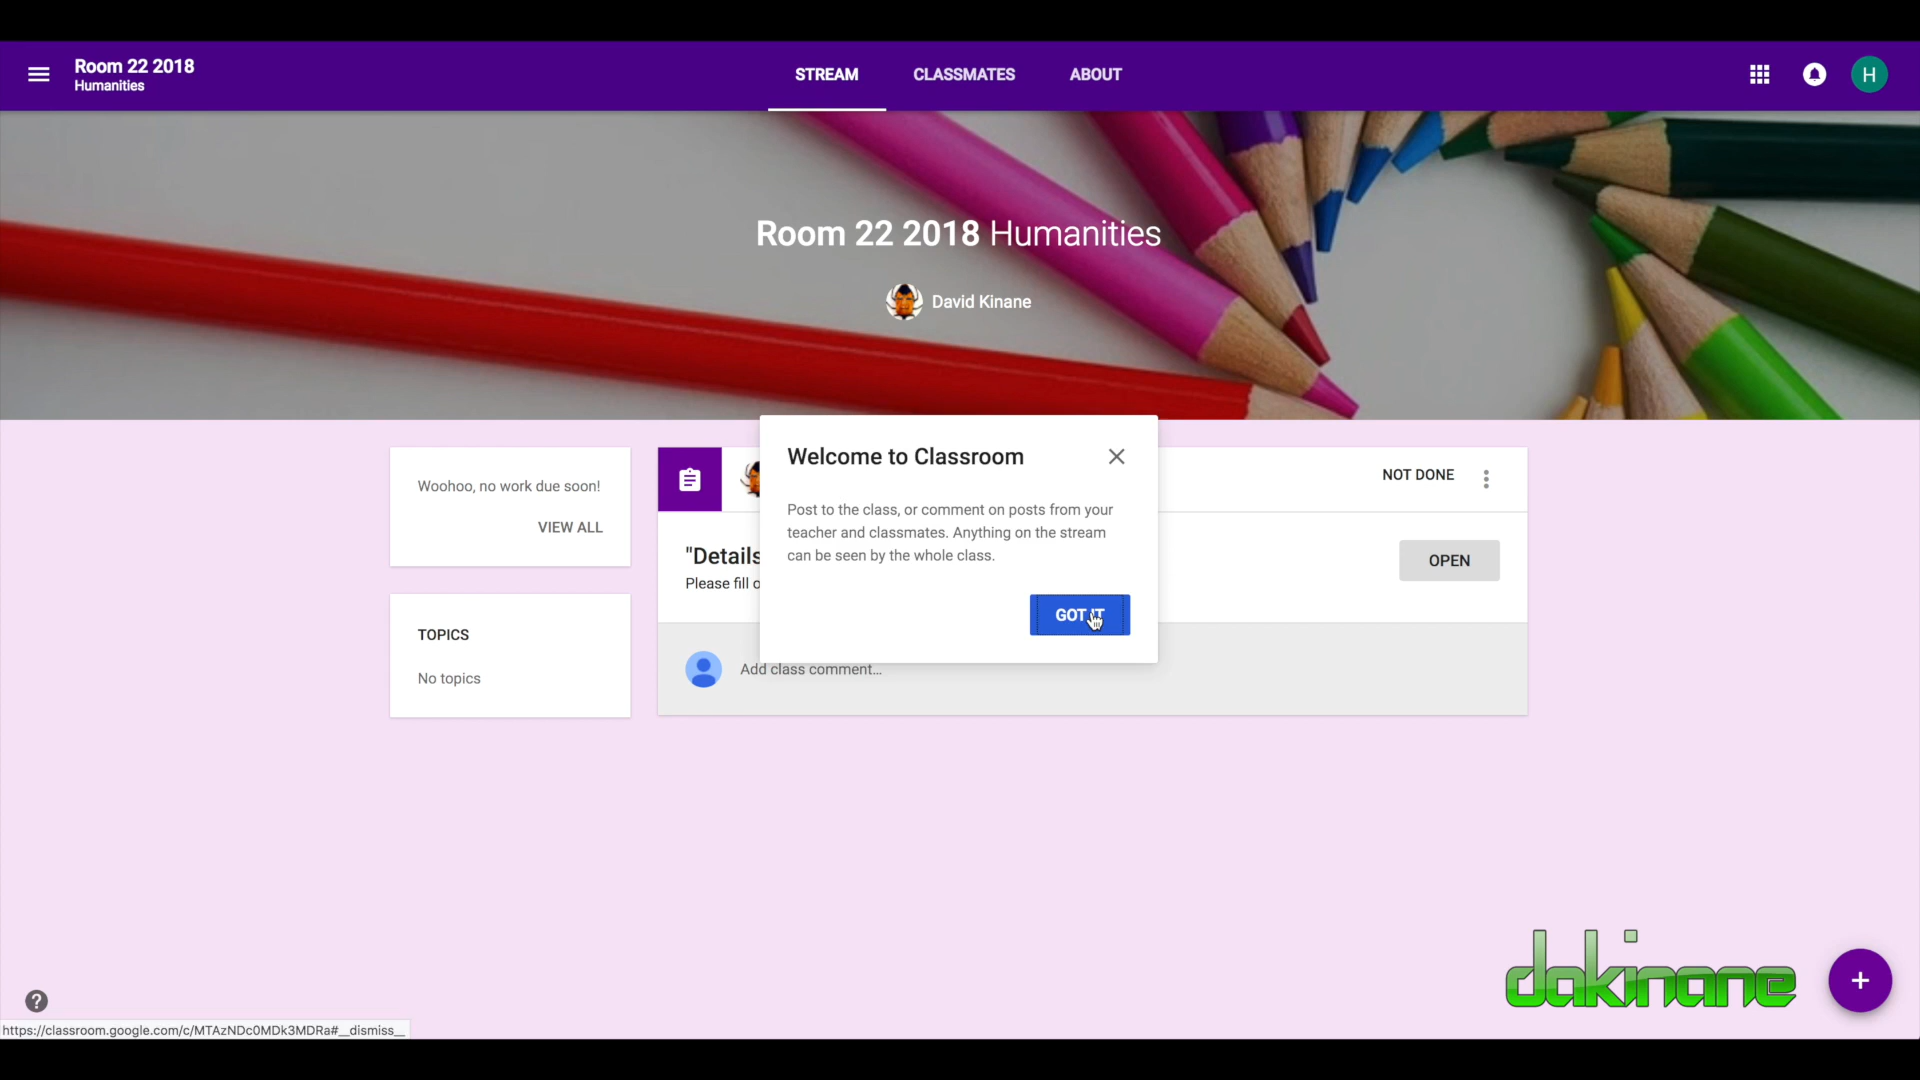 Room 22 2018
Humanities
STREAM
CLASSMATES
ABOUT
H
Room 22 2018 Humanities
David Kinane
Woohoo, no work due soon!
VIEW ALL
TOPICS
No topics
Welcome to Classroom
Post to the class, or comment on posts from your
teacher and classmates. Anything on the stream
can be seen by the whole class.
GOT IT
NOT DONE
"Details
Please fill o
OPEN
Add class comment...
dakinane
https://classroom.google.com/c/MTAzNDc0MDk3MDRa#__dismiss__